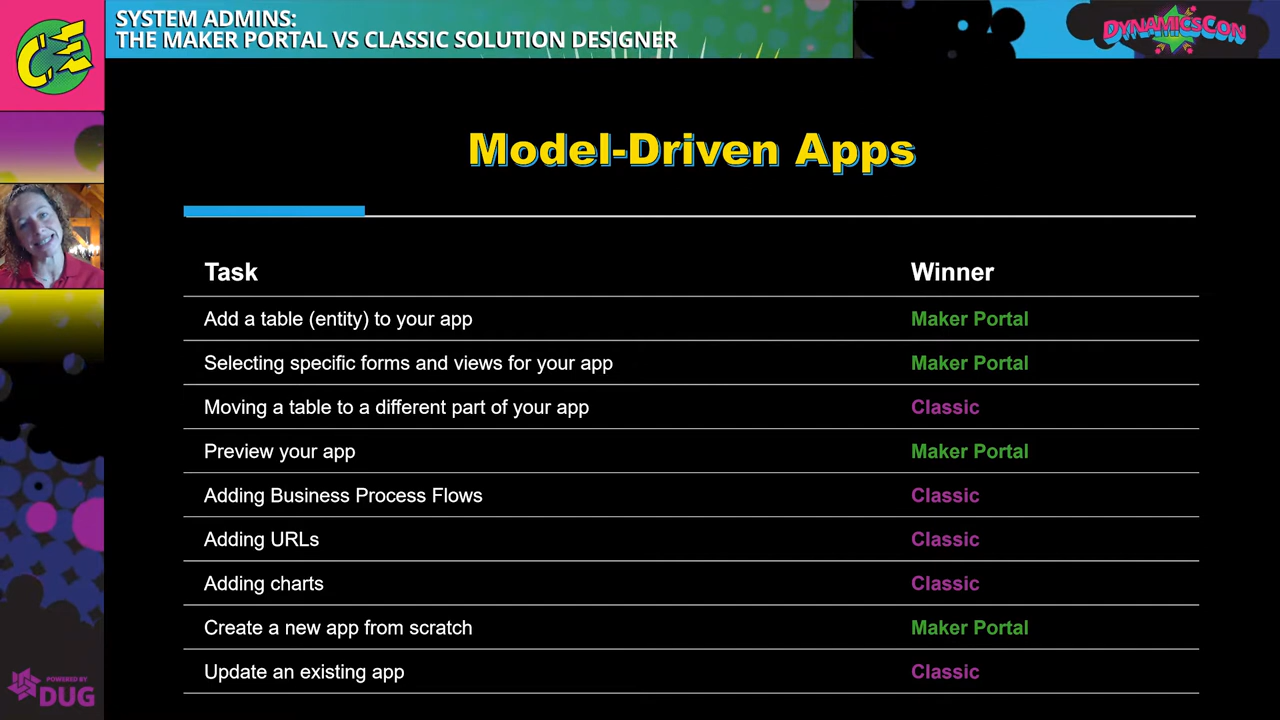 SYSTEM ADMINS:
THE MAKER PORTAL VS CLASSIC SOLUTION DESIGNER
CE
DYNAMICSCON
Model-Driven Apps
Task Winner
Add a table (entity) to your app Maker Portal
Selecting specific forms and views for your app Maker Portal
Moving a table to a different part of your app Classic
Preview your app Maker Portal
Adding Business Process Flows Classic
Adding URLs Classic
Adding charts Classic
Create a new app from scratch Maker Portal
Update an existing app Classic
POWERED BY
DUG